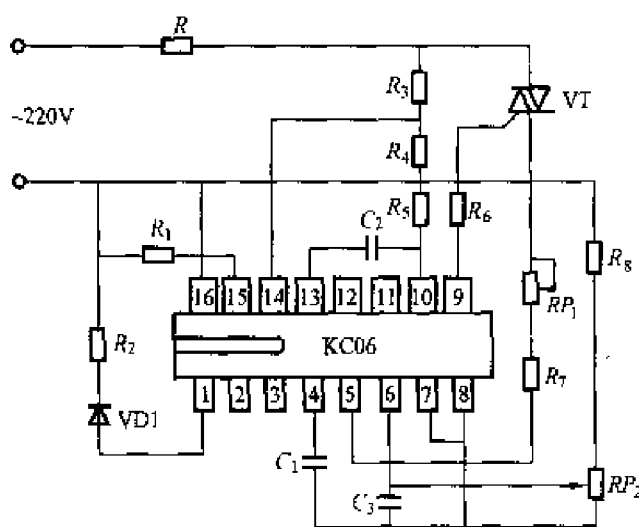 R
R₃
VT
~220V
R₄
R₅
R₆
C₂
R₁
R₈
16 15 14 13 12 11 10 9
RP₁
R₂
KC06
R₇
VD1
1 2 3 4 5 6 7 8
C₁
C₃
RP₂